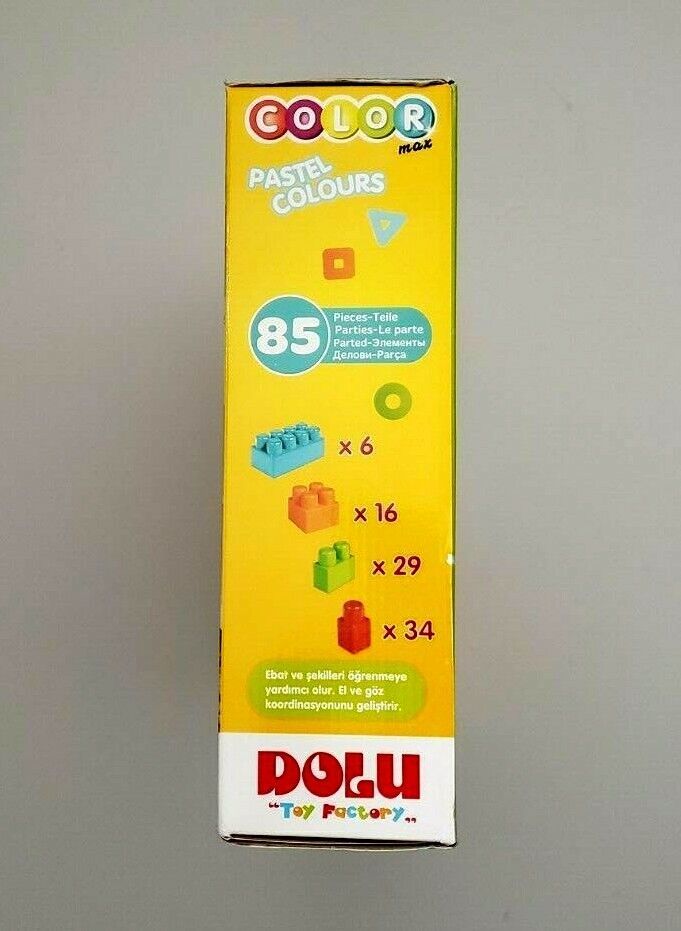 COLOR
max
PASTEL
COLOURS
85
Pieces-Teile
Parties-Le parte
Parted-Элементы
Делови-Parça
x 6
x 16
x 29
x 34
Ebat ve şekilleri öğrenmeye
yardımcı olur. El ve göz
koordinasyonunu geliştirir.
DOLU
“Toy Factory„